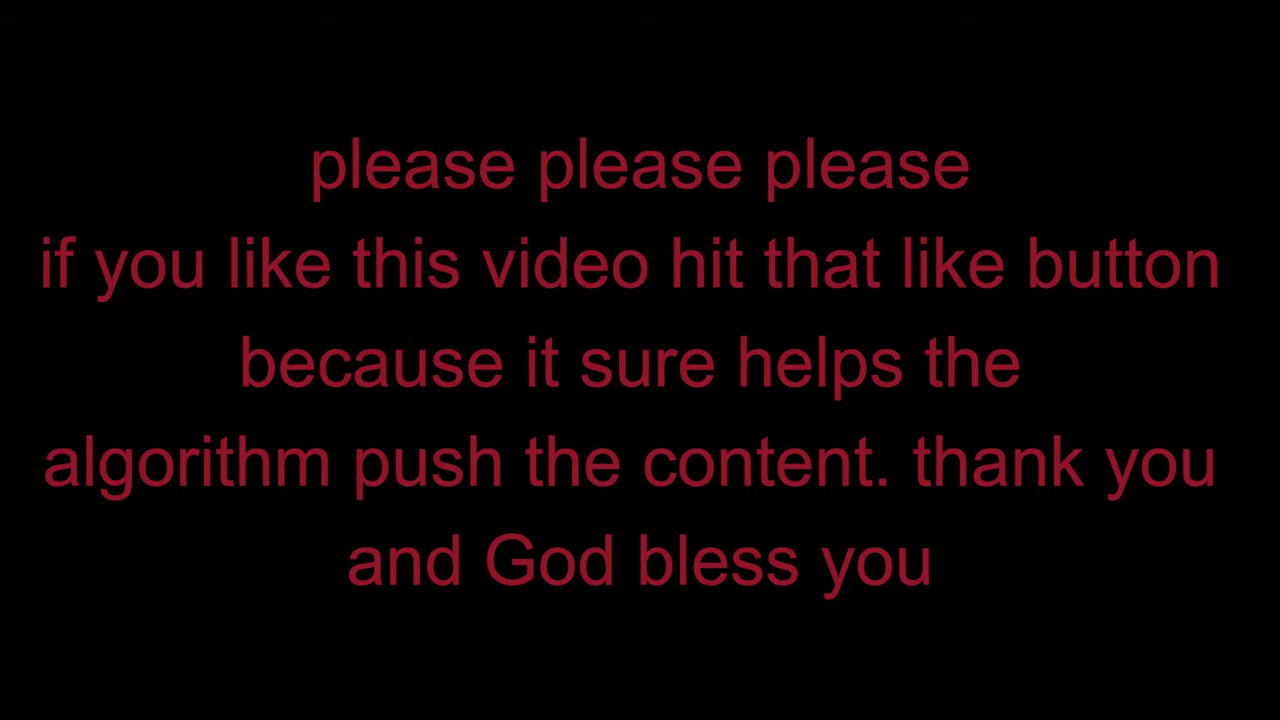 please please please
if you like this video hit that like button
because it sure helps the
algorithm push the content. thank you
and God bless you